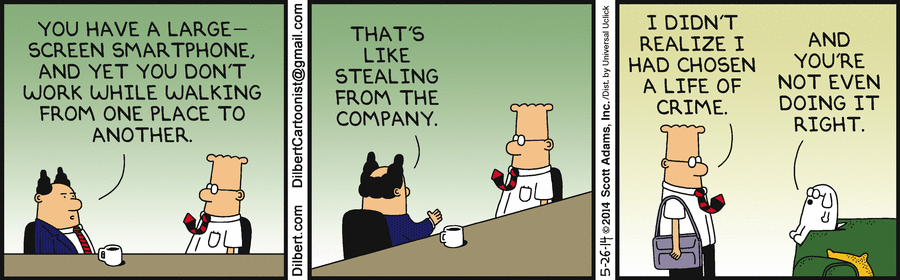 YOU HAVE A LARGE-
SCREEN SMARTPHONE,
AND YET YOU DON'T
WORK WHILE WALKING
FROM ONE PLACE TO
ANOTHER.
Dilbert.com DilbertCartoonist@gmail.com
THAT'S
LIKE
STEALING
FROM THE
COMPANY.
5-26-14 © 2014 Scott Adams, Inc. /Dist. by Universal Uclick
I DIDN'T
REALIZE I
HAD CHOSEN
A LIFE OF
CRIME.
AND
YOU'RE
NOT EVEN
DOING IT
RIGHT.